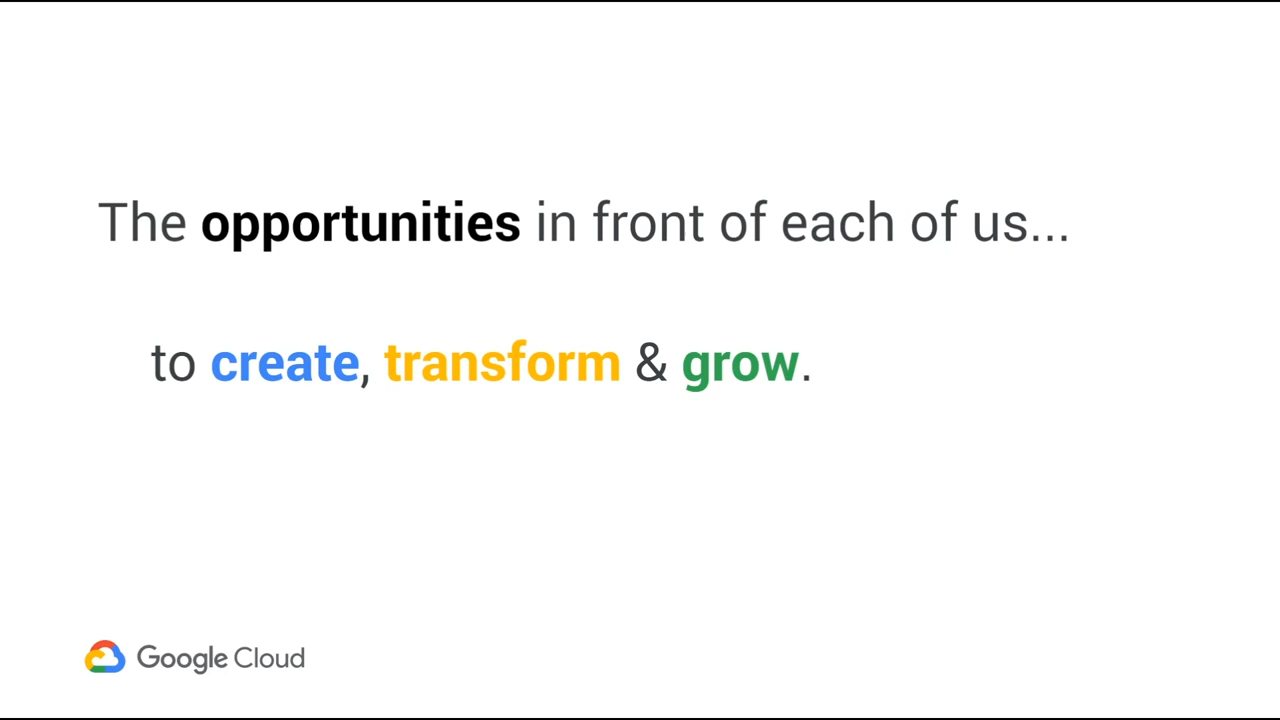 The opportunities in front of each of us...
to create, transform & grow.
Google Cloud